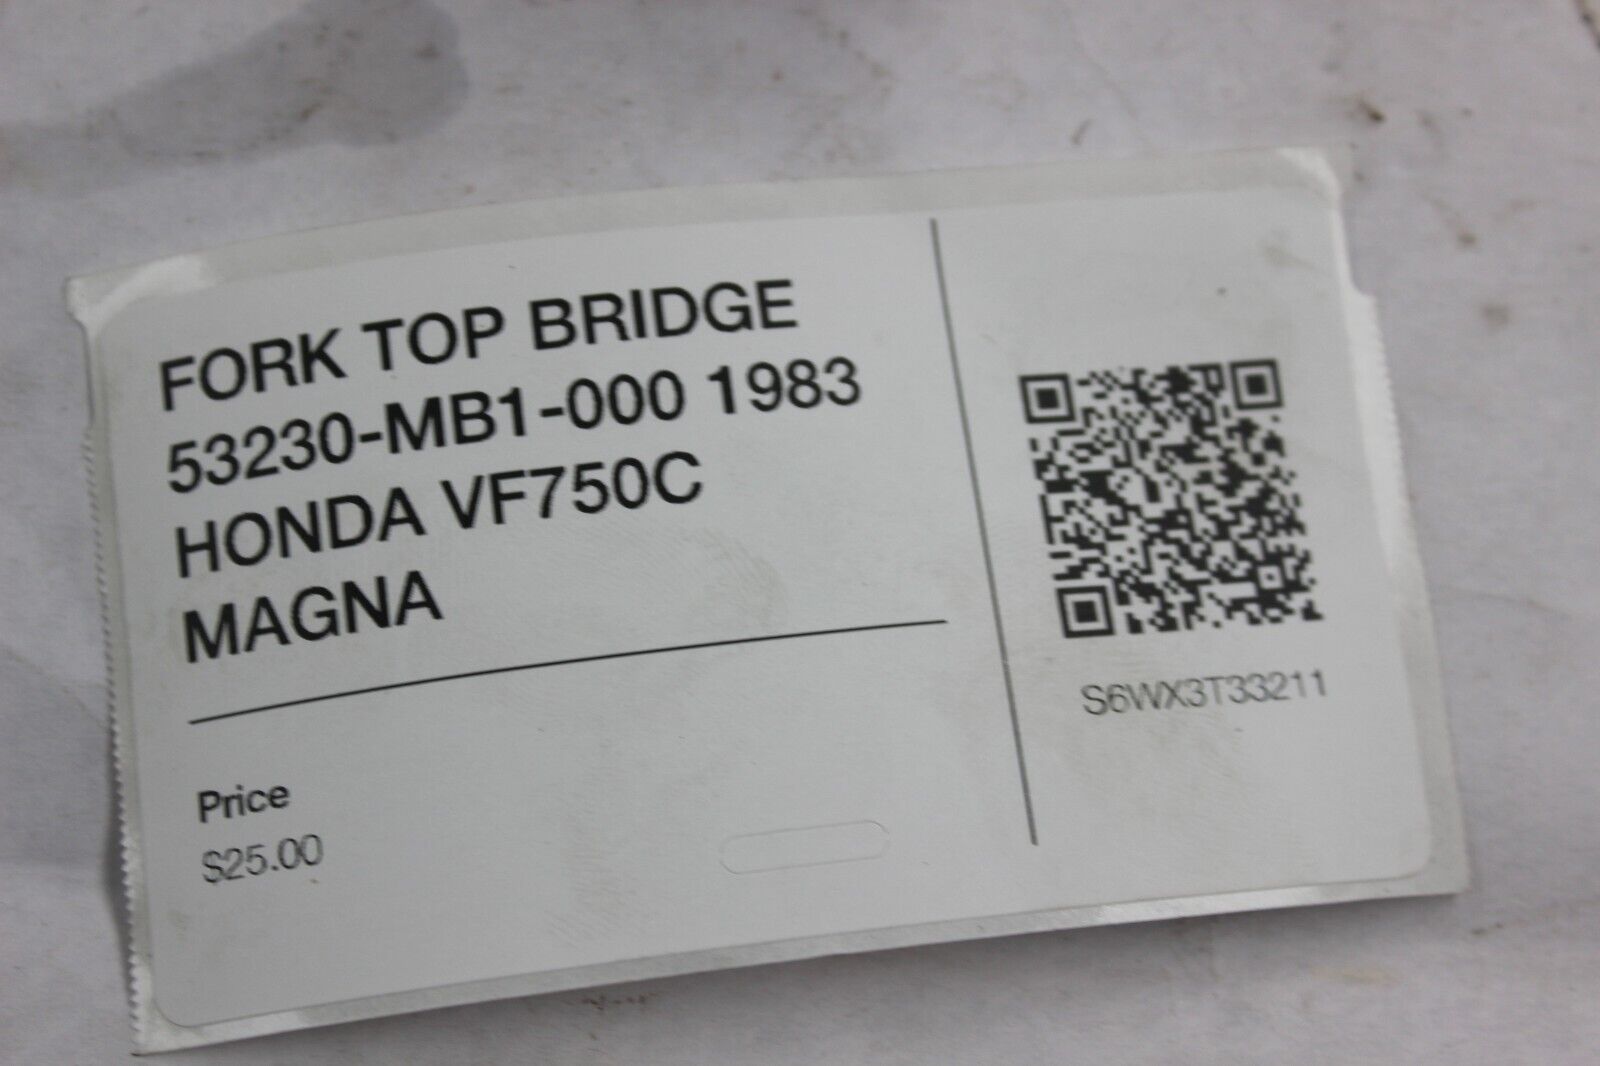 FORK TOP BRIDGE
53230-MB1-000 1983
HONDA VF750C
MAGNA
Price
$25.00
S6WX3T33211